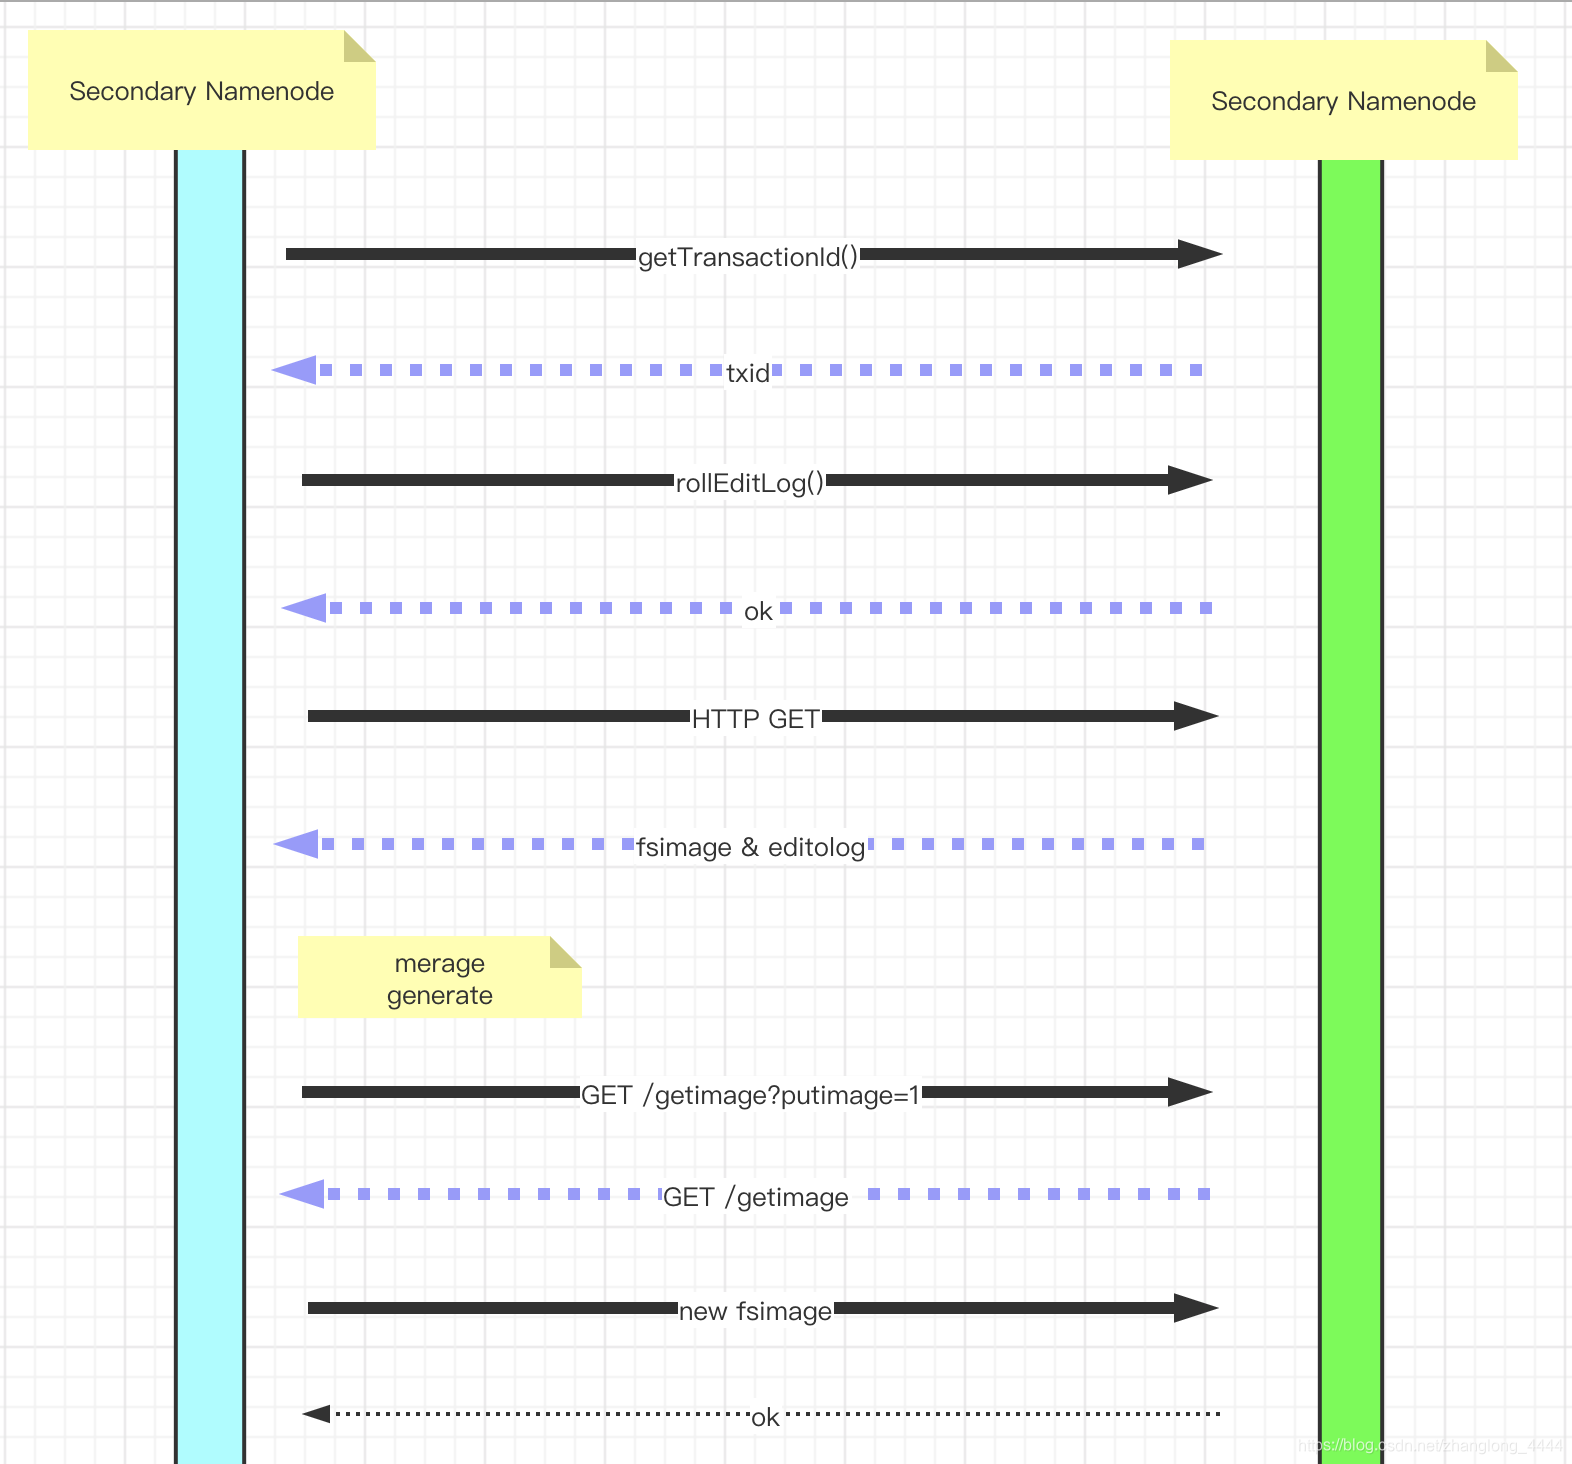 Secondary Namenode
Secondary Namenode
getTransactionId()
txid
rollEditLog()
ok
HTTP GET
fsimage & editolog
merage
generate
GET /getimage?putimage=1
GET /getimage
new fsimage
ok
https://blog.csdn.net/zhanglong_4444